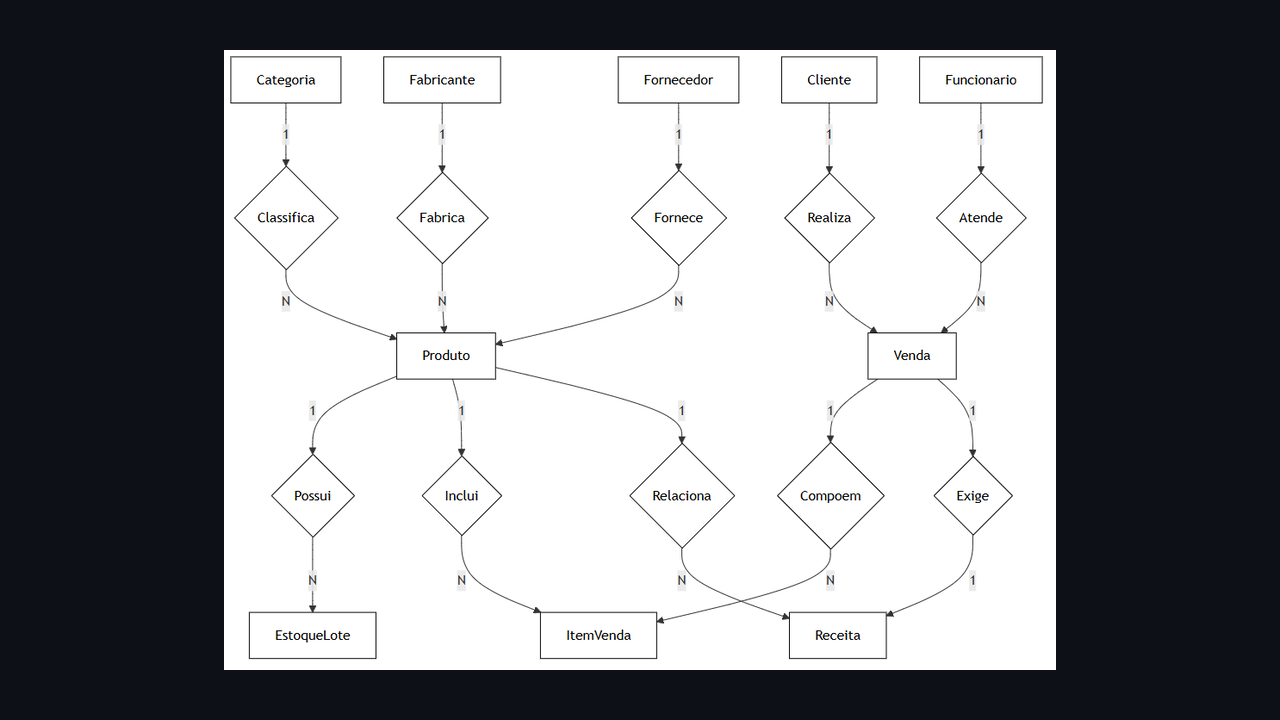 Categoria Fabricante Fornecedor Cliente Funcionario
1 1 1 1 1
Classifica Fabrica Fornece Realiza Atende
N N N N N
Produto Venda
1 1 1 1 1
Possui Inclui Relaciona Compoem Exige
N N N N 1
EstoqueLote ItemVenda Receita